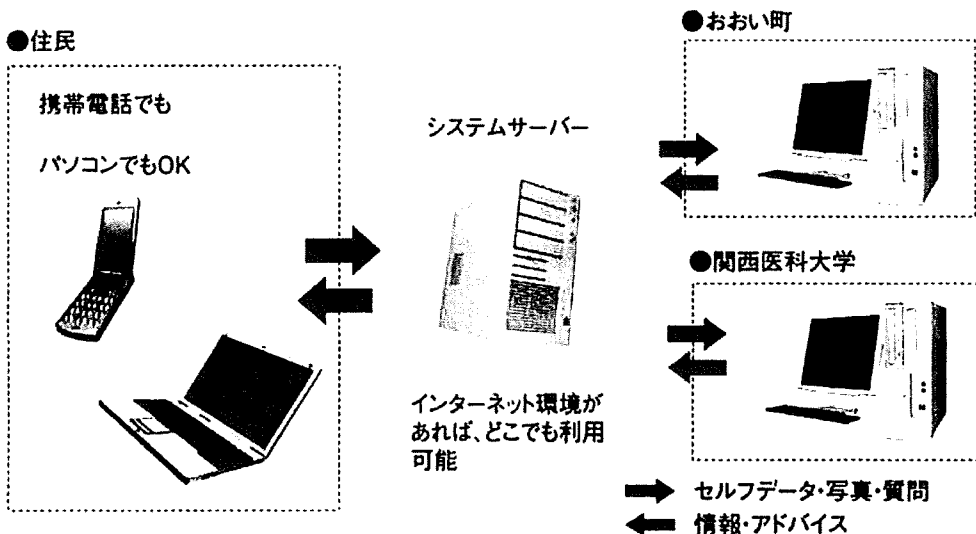 ●住民
携帯電話でも
パソコンでもOK
システムサーバー
インターネット環境が
あれば、どこでも利用
可能
●おおい町
●関西医科大学
セルフデータ・写真・質問
情報・アドバイス